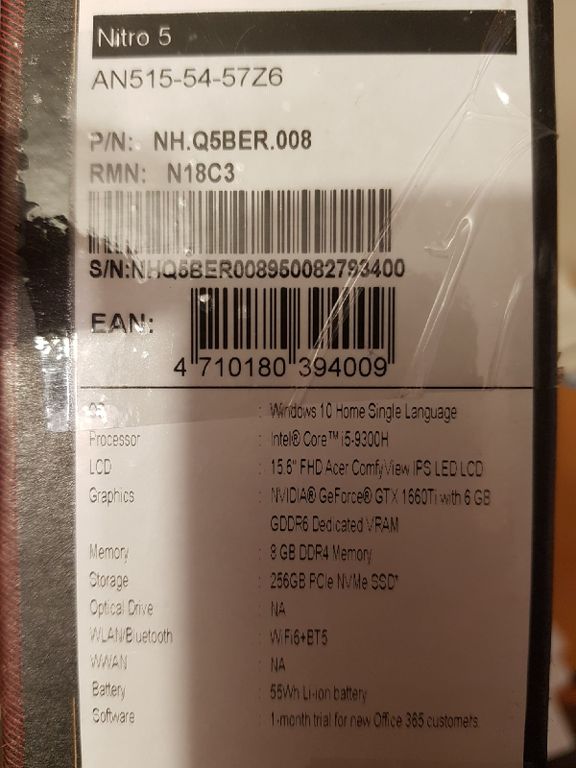 Nitro 5
AN515-54-57Z6
P/N: NH.Q5BER.008
RMN: N18C3
S/N:NHQ5BER008950082793400
EAN:
4 710180 394009
OS : Windows 10 Home Single Language
Processor : Intel® Core™ i5-9300H
LCD : 15.6" FHD Acer ComfyView IPS LED LCD
Graphics : NVIDIA® GeForce® GTX 1660Ti with 6 GB
GDDR6 Dedicated VRAM
Memory : 8 GB DDR4 Memory
Storage : 256GB PCIe NVMe SSD*
Optical Drive : NA
WLAN/Bluetooth : WiFi6+BT5
WWAN : NA
Battery : 55Wh Li-ion battery
Software : 1-month trial for new Office 365 customers.